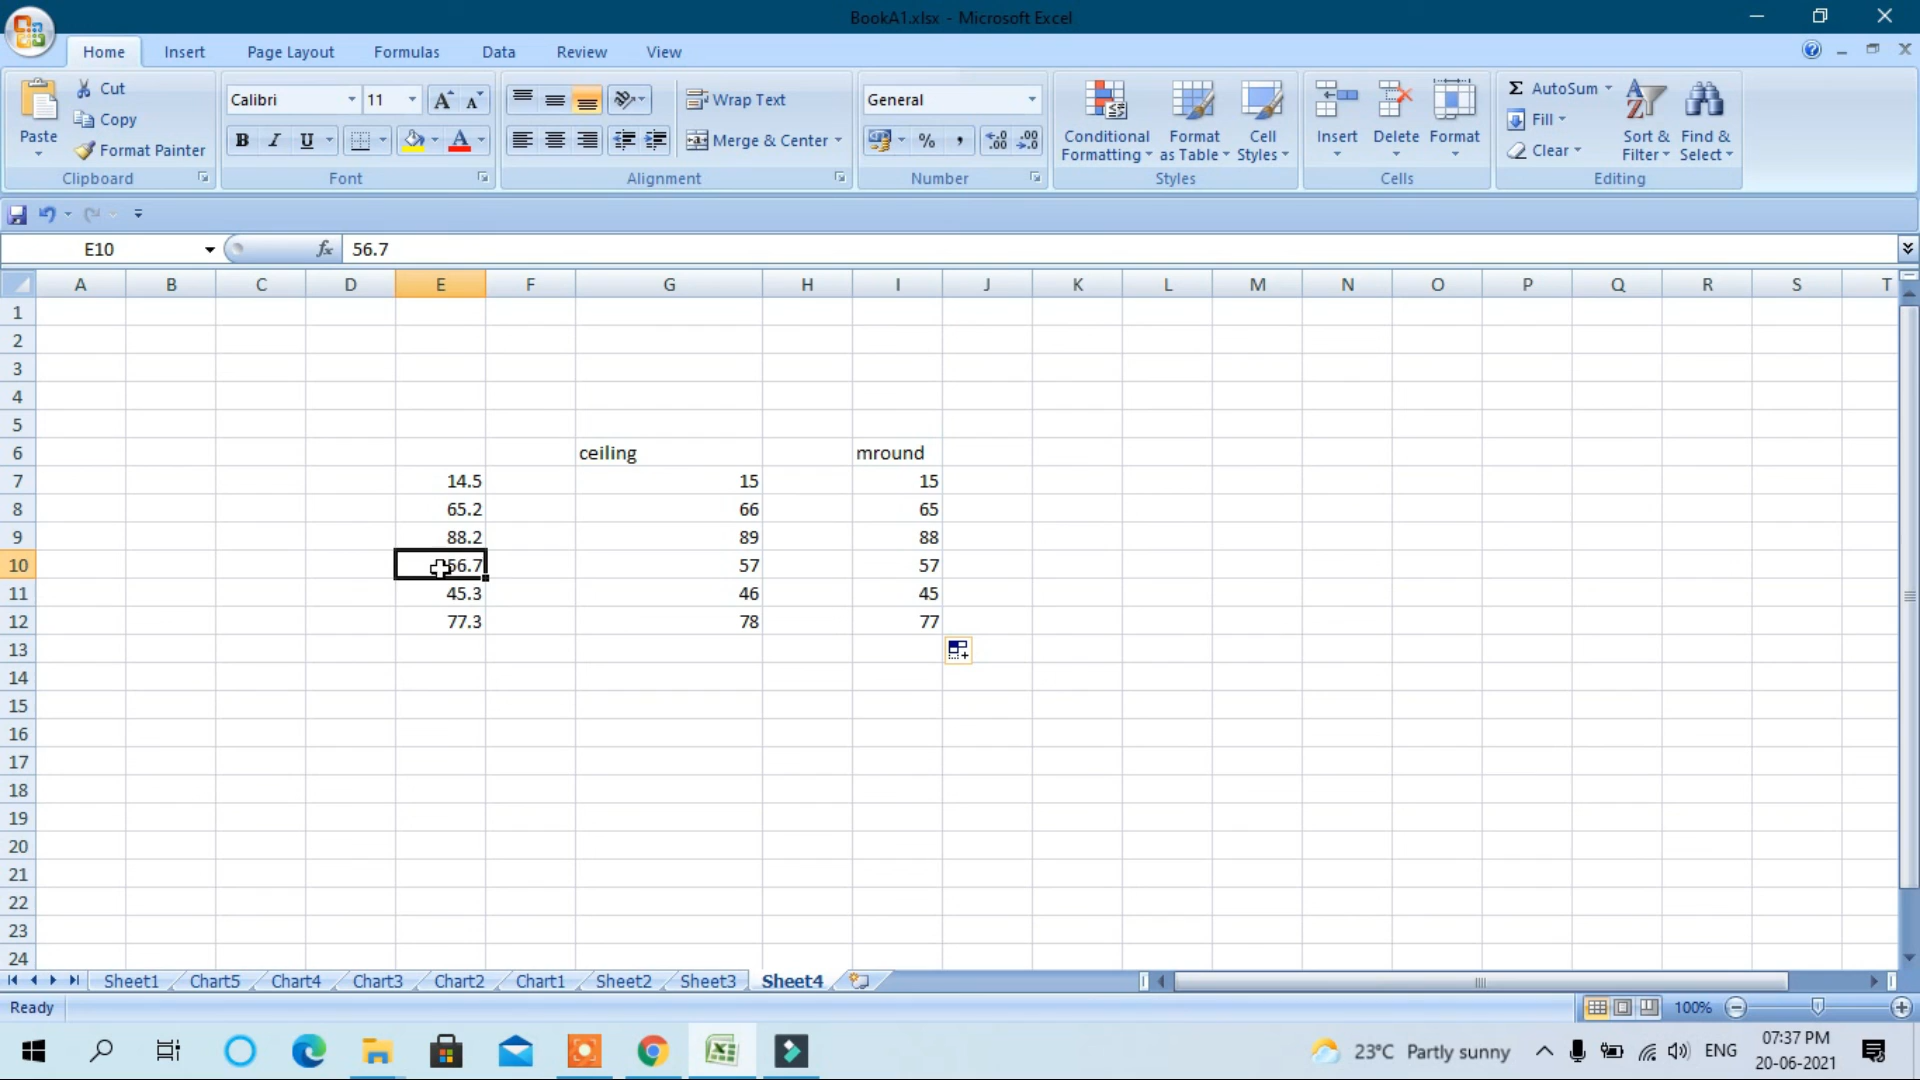 BookA1.xlsx - Microsoft Excel
Home Insert Page Layout Formulas Data Review View
Paste
Cut
Copy
Format Painter
Clipboard
Calibri 11
B I U
Font
Wrap Text
Merge & Center
Alignment
General
% ,
Number
Conditional Formatting
Format as Table
Cell Styles
Styles
Insert Delete Format
Cells
Σ AutoSum
Fill
Clear
Sort & Filter
Find & Select
Editing
E10 fx 56.7
A B C D E F G H I J K L M N O P Q R S T
1
2
3
4
5
6 ceiling mround
7 14.5 15 15
8 65.2 66 65
9 88.2 89 88
10 56.7 57 57
11 45.3 46 45
12 77.3 78 77
13
14
15
16
17
18
19
20
21
22
23
24
Sheet1 Chart5 Chart4 Chart3 Chart2 Chart1 Sheet2 Sheet3 Sheet4
Ready 100%
23°C Partly sunny ENG 07:37 PM
20-06-2021